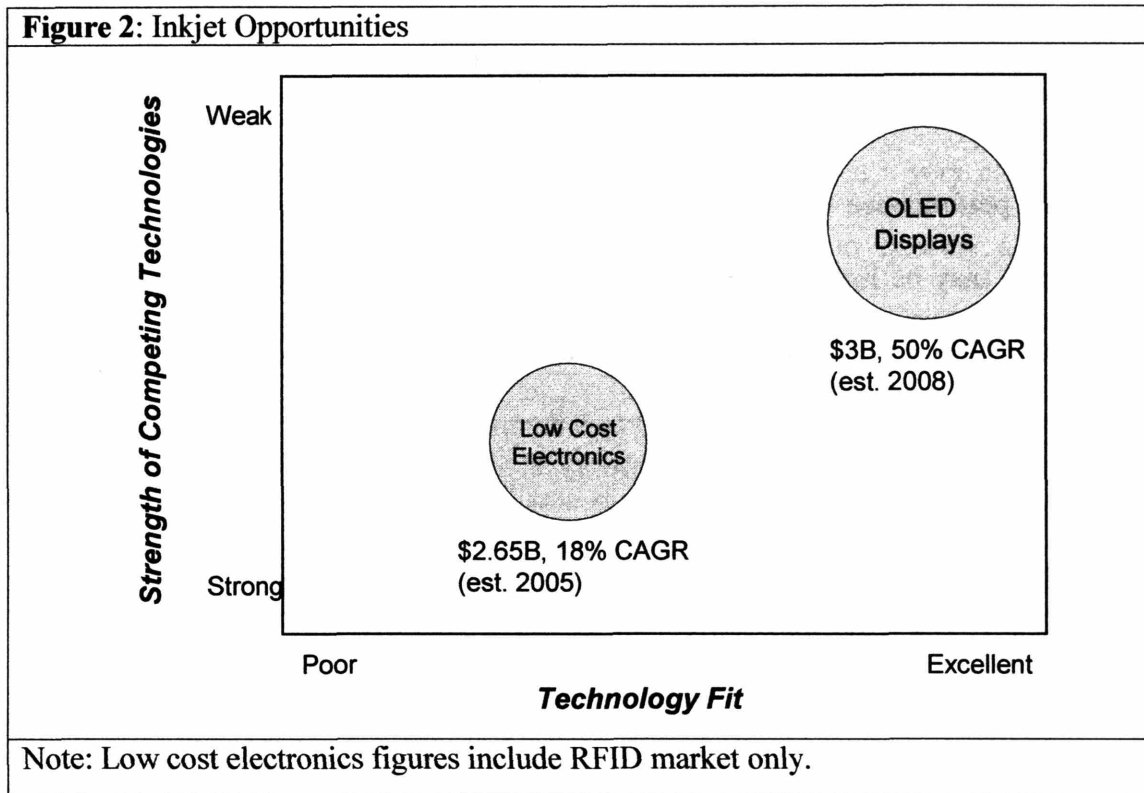 Figure 2: Inkjet Opportunities
Strength of Competing Technologies
Weak
OLED
Displays
$3B, 50% CAGR
(est. 2008)
Low Cost
Electronics
$2.65B, 18% CAGR
(est. 2005)
Strong
Poor
Excellent
Technology Fit
Note: Low cost electronics figures include RFID market only.